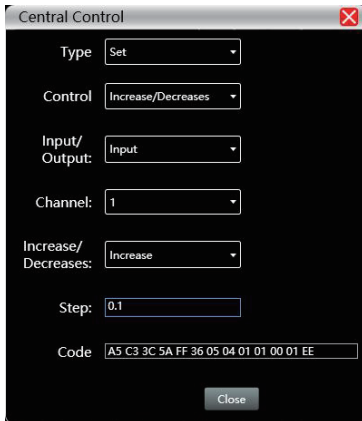 Central Control
Type Set
Control Increase/Decreases
Input/
Output: Input
Channel: 1
Increase/
Decreases: Increase
Step: 0.1
Code A5 C3 3C 5A FF 36 05 04 01 01 00 01 EE
Close